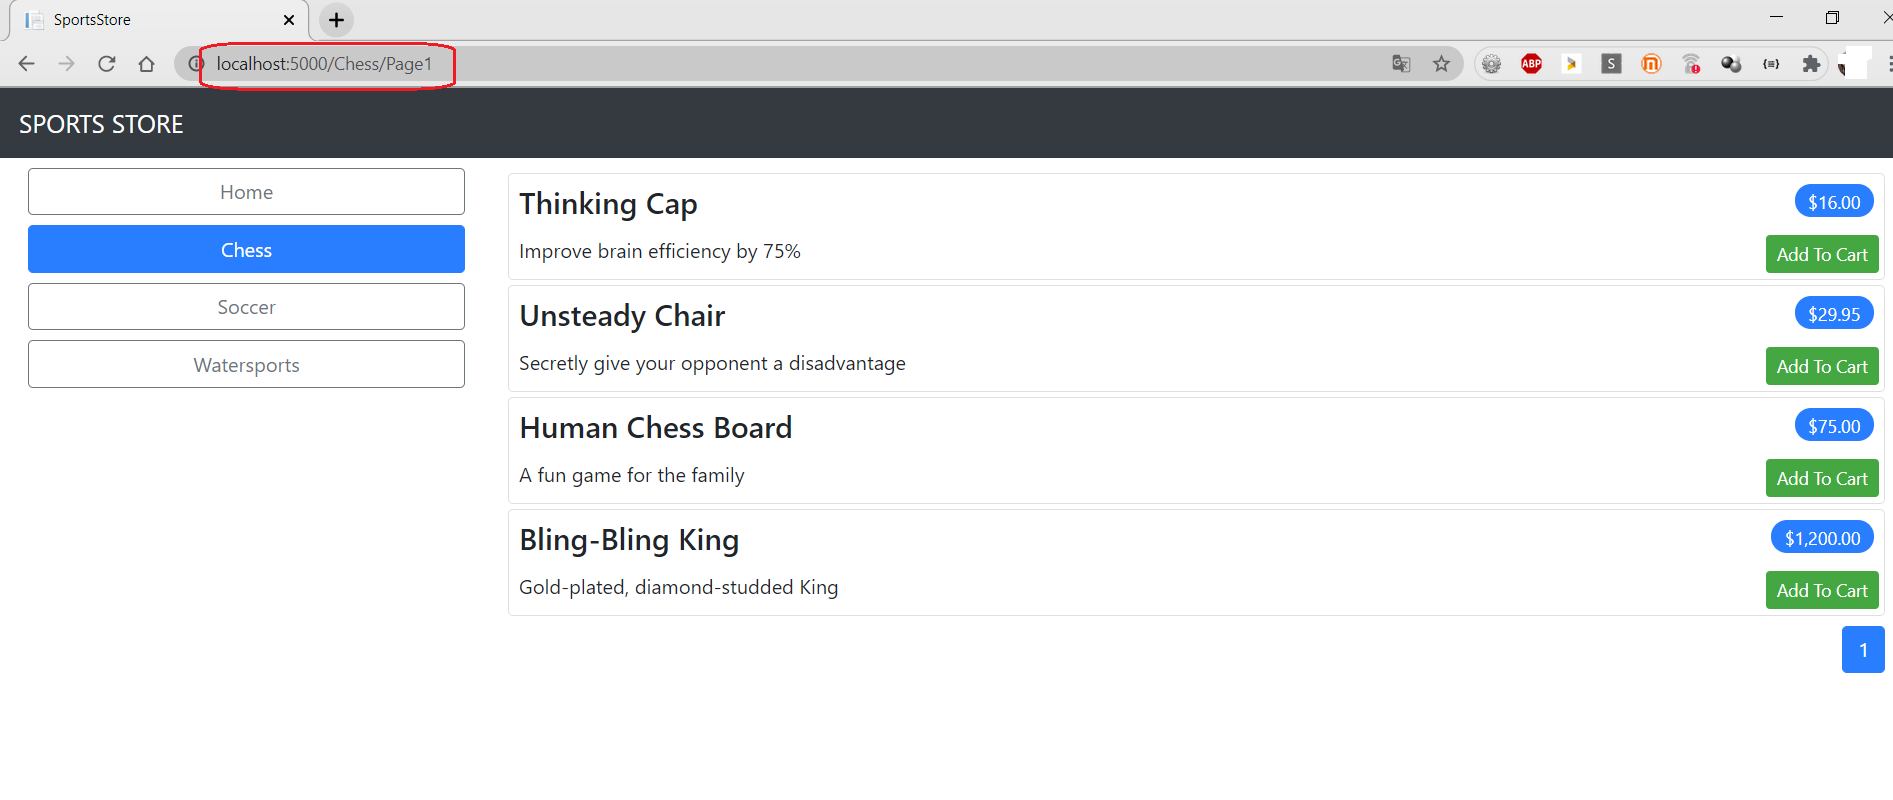 SportsStore
localhost:5000/Chess/Page1
ABP
S
SPORTS STORE
Home
Chess
Soccer
Watersports
Thinking Cap
$16.00
Improve brain efficiency by 75%
Add To Cart
Unsteady Chair
$29.95
Secretly give your opponent a disadvantage
Add To Cart
Human Chess Board
$75.00
A fun game for the family
Add To Cart
Bling-Bling King
$1,200.00
Gold-plated, diamond-studded King
Add To Cart
1